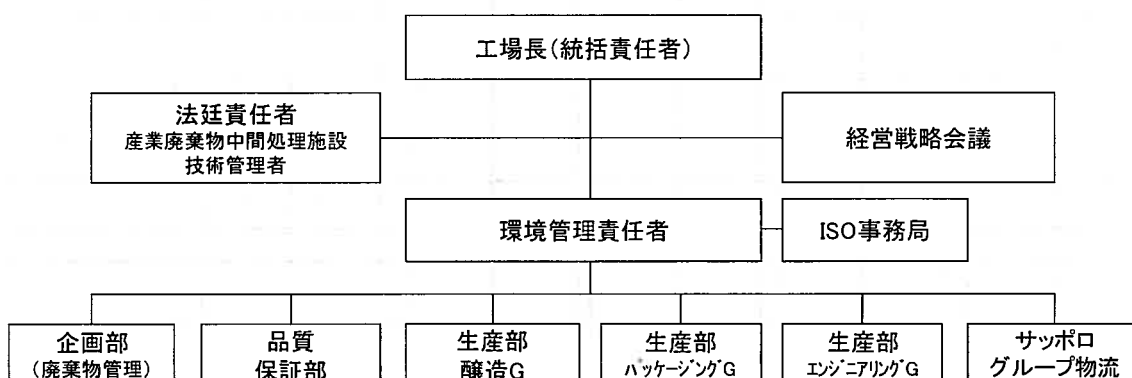 工場長(統括責任者)
法廷責任者
産業廃棄物中間処理施設
技術管理者
経営戦略会議
環境管理責任者
ISO事務局
企画部
(廃棄物管理)
品質
保証部
生産部
醸造G
生産部
ﾊﾟｯｹｰｼﾞﾝｸﾞG
生産部
ｴﾝｼﾞﾆｱﾘﾝｸﾞG
サッポロ
グループ物流